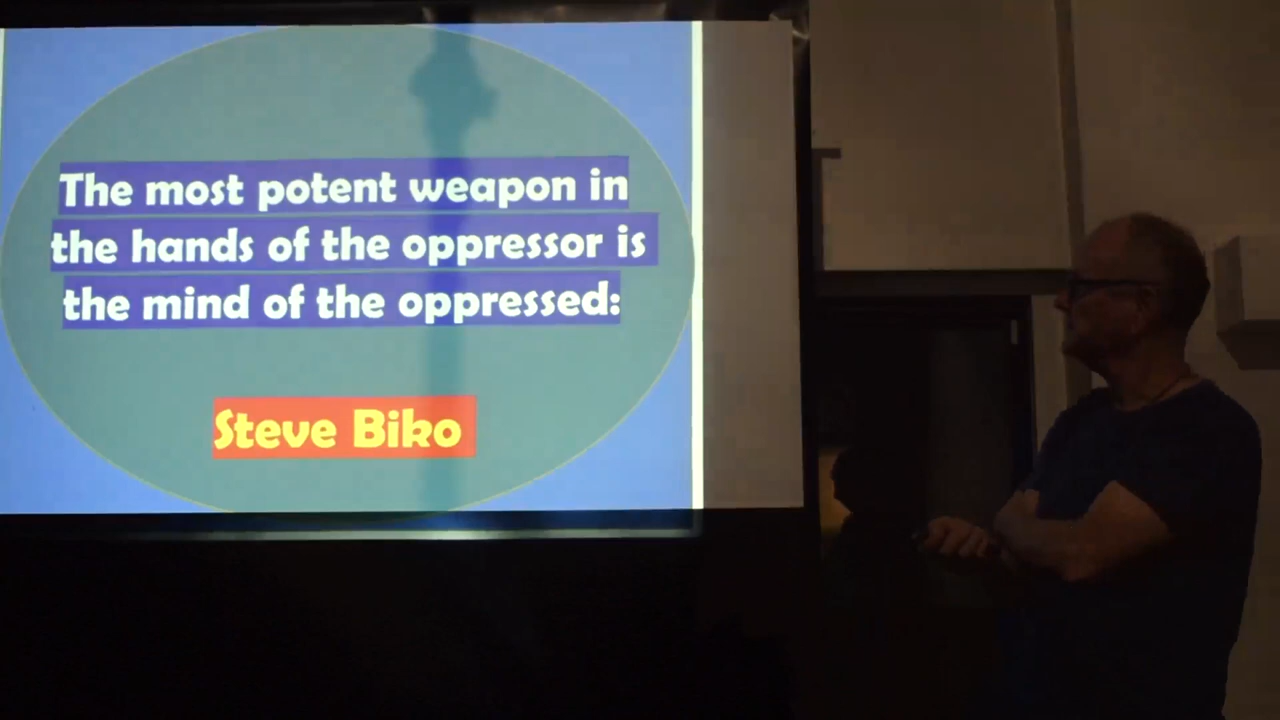 The most potent weapon in
the hands of the oppressor is
the mind of the oppressed:
Steve Biko